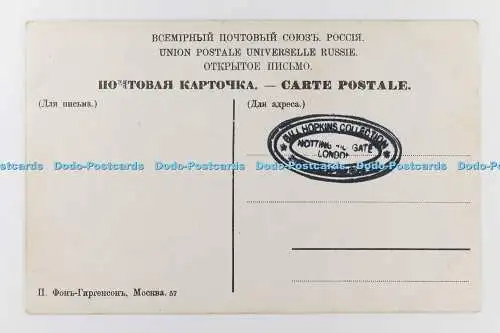 ВСЕМІРНЫЙ ПОЧТОВЫЙ СОЮЗЪ. РОССІЯ.
UNION POSTALE UNIVERSELLE RUSSIE.
ОТКРЫТОЕ ПИСЬМО.
ПОЧТОВАЯ КАРТОЧКА. — CARTE POSTALE.
(Для письма.)
(Для адреса.)
BILL HOPKINS COLLECTION
NOTTING GATE
LONDON
Dodo-Postcards Dodo-Postcards Dodo-Postcards Dodo-Postcards Dodo-Postcards Dodo-Postcards
П. Фонъ-Гиргенсонъ, Москва. 57